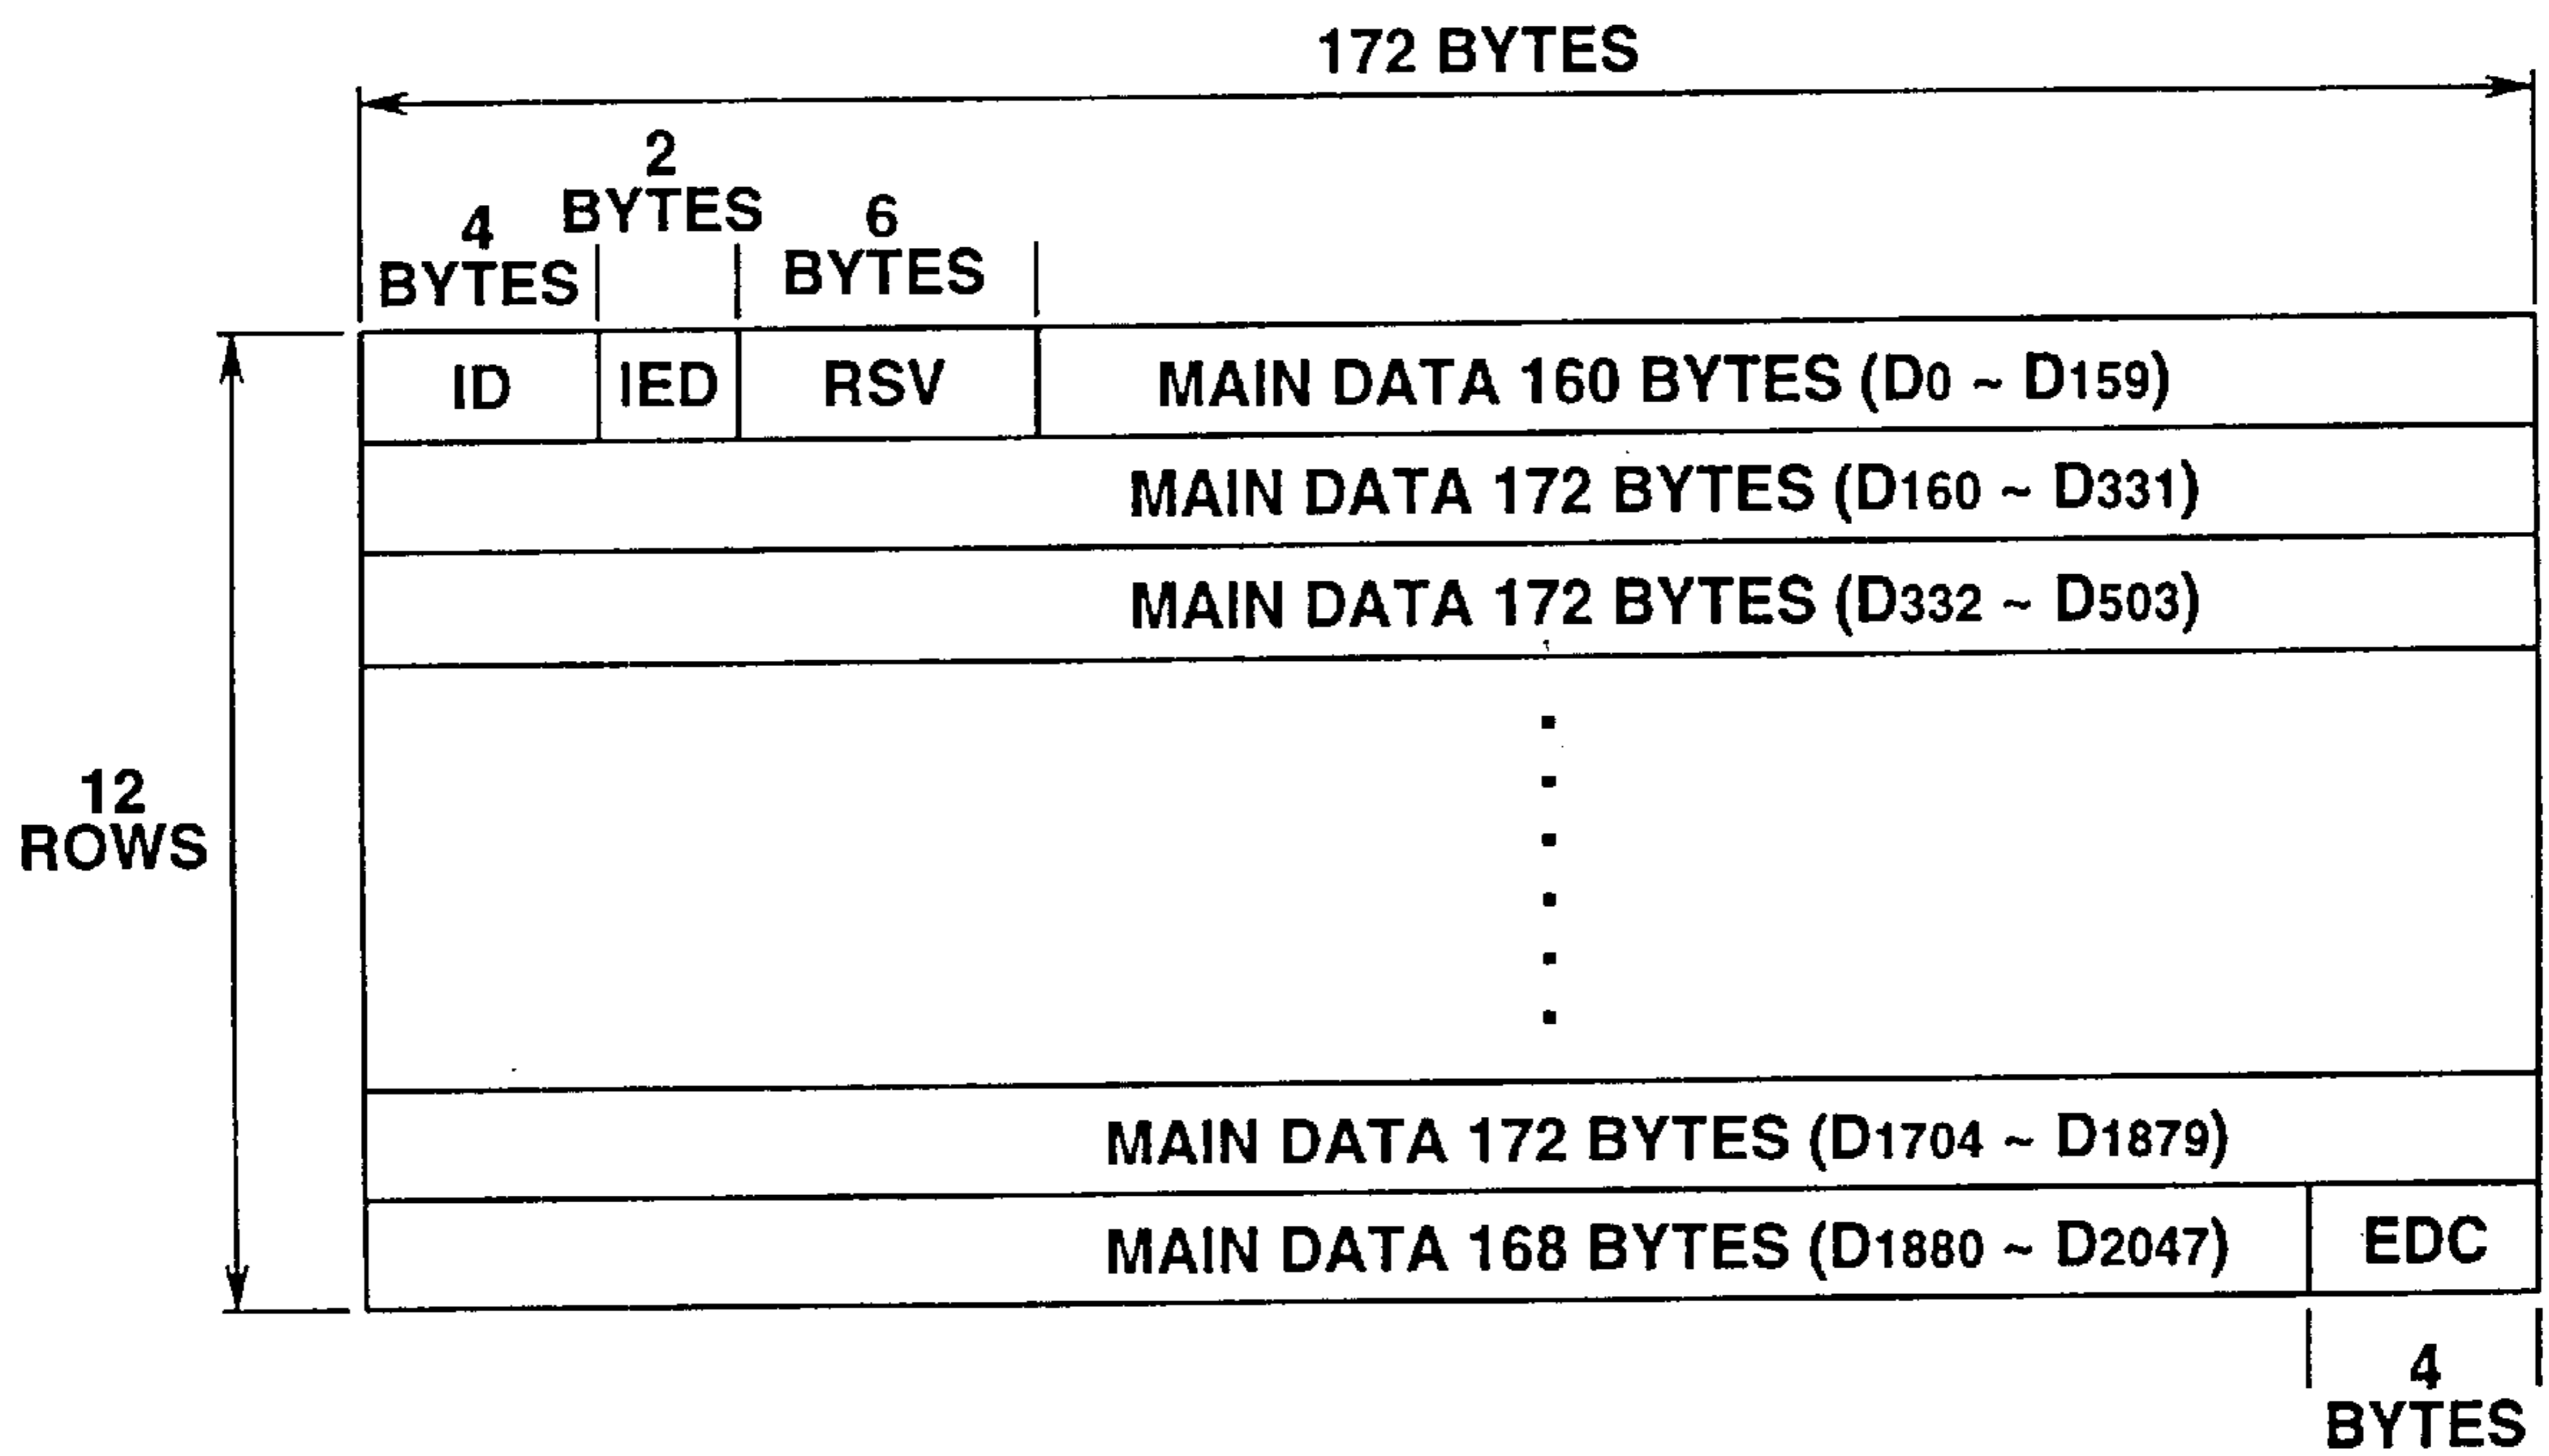 172 BYTES
2
BYTES
4
BYTES
6
BYTES
ID IED RSV MAIN DATA 160 BYTES (D0 ~ D159)
MAIN DATA 172 BYTES (D160 ~ D331)
MAIN DATA 172 BYTES (D332 ~ D503)
12
ROWS
MAIN DATA 172 BYTES (D1704 ~ D1879)
MAIN DATA 168 BYTES (D1880 ~ D2047) EDC
4
BYTES